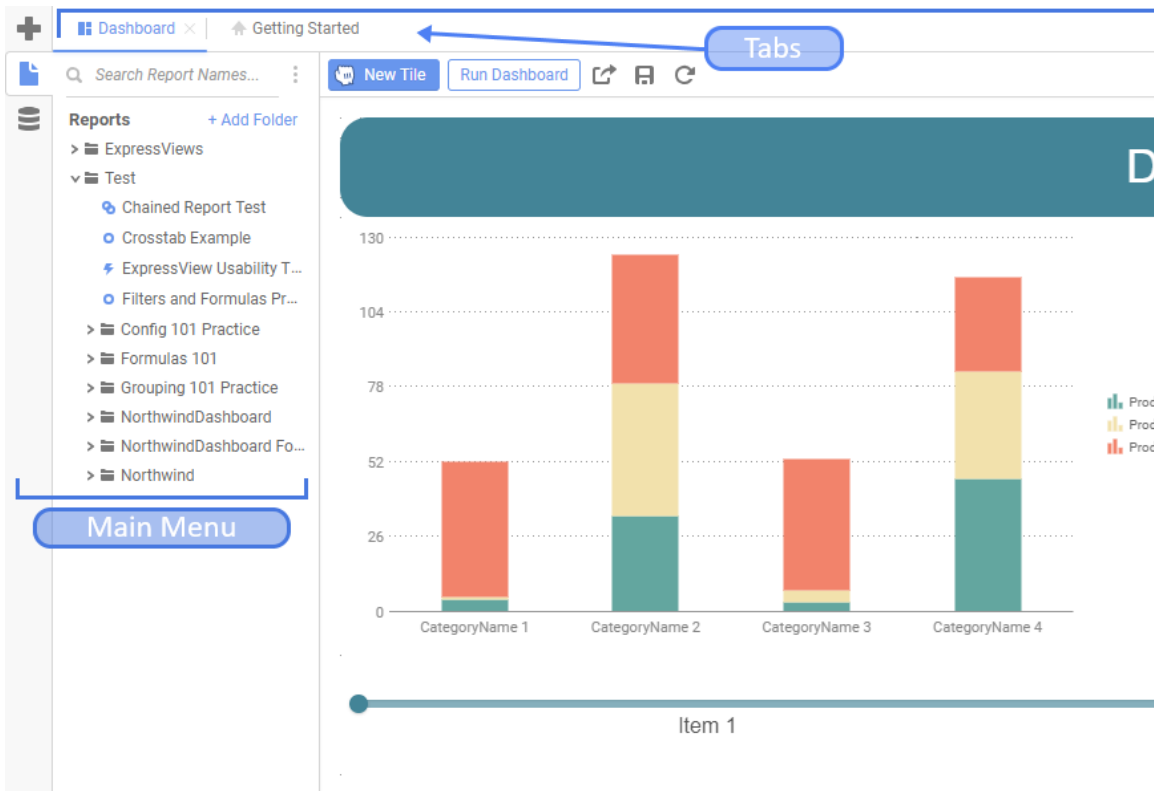 Dashboard
Getting Started
Tabs
Search Report Names...
New Tile
Run Dashboard
Reports
+ Add Folder
ExpressViews
Test
Chained Report Test
Crosstab Example
ExpressView Usability T...
Filters and Formulas Pr...
Config 101 Practice
Formulas 101
Grouping 101 Practice
NorthwindDashboard
NorthwindDashboard Fo...
Northwind
Main Menu
D
130
104
78
52
26
0
CategoryName 1
CategoryName 2
CategoryName 3
CategoryName 4
Proc
Proc
Proc
Item 1